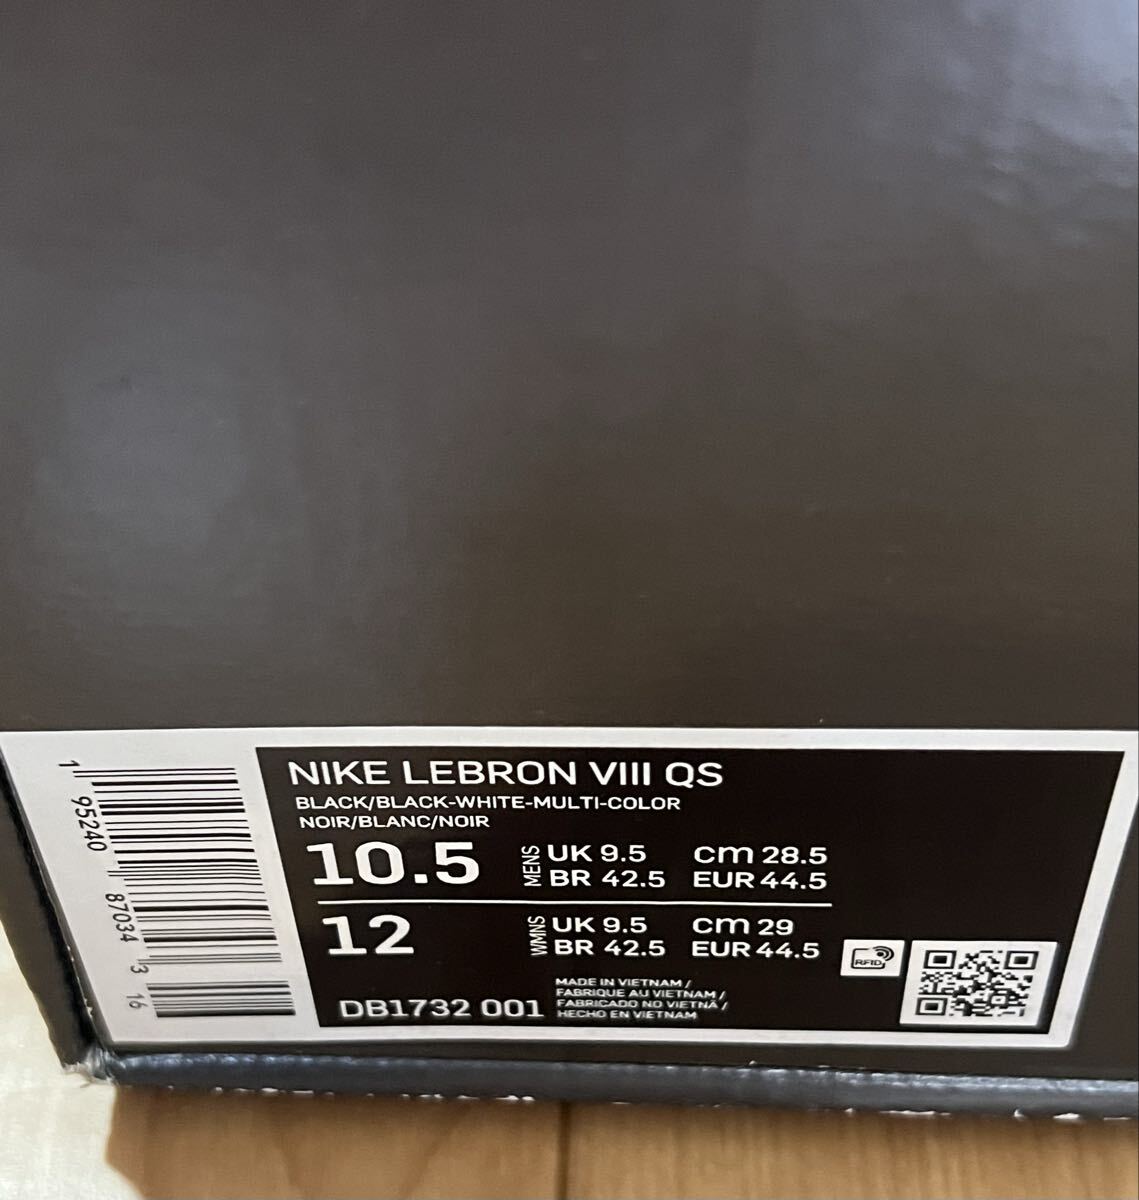 NIKE LEBRON VIII QS
BLACK/BLACK-WHITE-MULTI-COLOR
NOIR/BLANC/NOIR
10.5 MENS UK 9.5 cm 28.5
BR 42.5 EUR 44.5
12 WMNS UK 9.5 cm 29
BR 42.5 EUR 44.5
DB1732 001
MADE IN VIETNAM /
FABRIQUE AU VIETNAM /
FABRICADO NO VIETNÃ /
HECHO EN VIETNAM
RFID
1 95240 87034 3 16